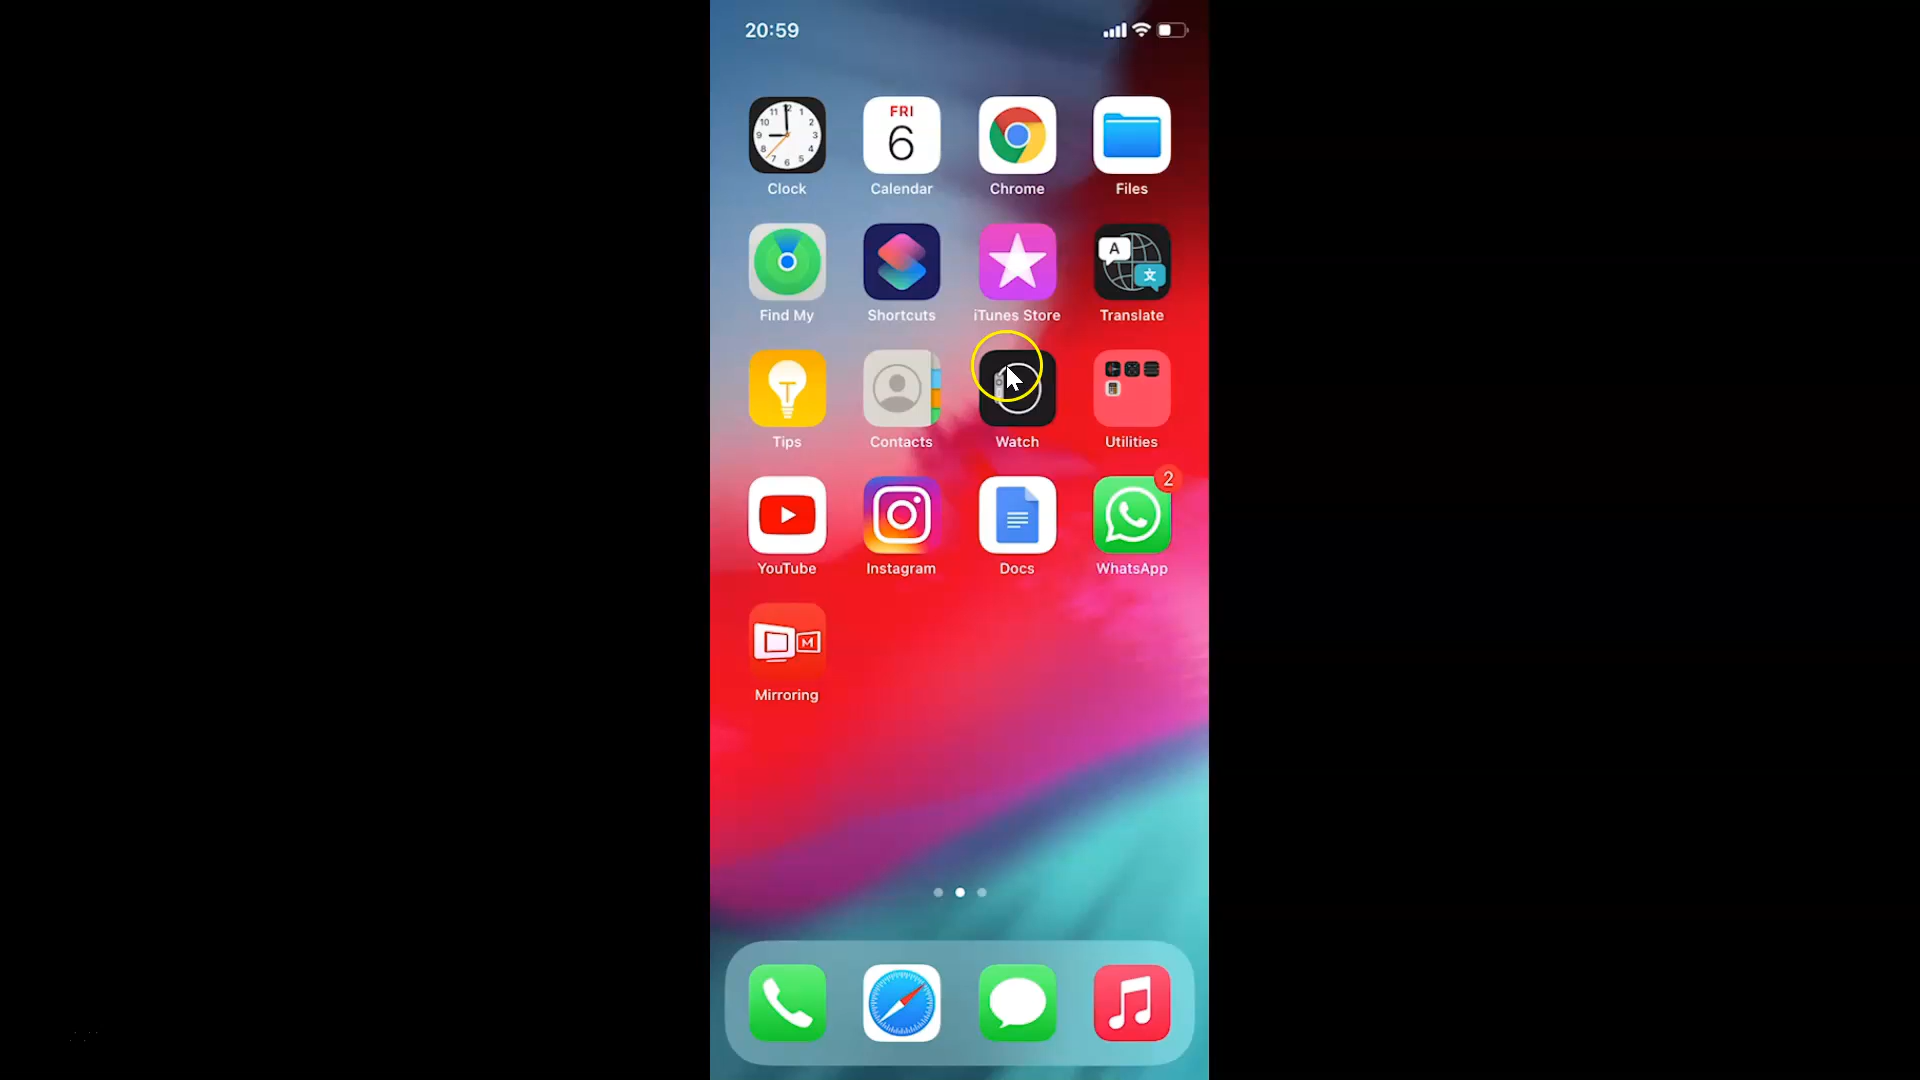 20:59
FRI
6
Clock
Calendar
Chrome
Files
A
文
Find My
Shortcuts
iTunes Store
Translate
Tips
Contacts
Watch
Utilities
2
YouTube
Instagram
Docs
WhatsApp
M
Mirroring